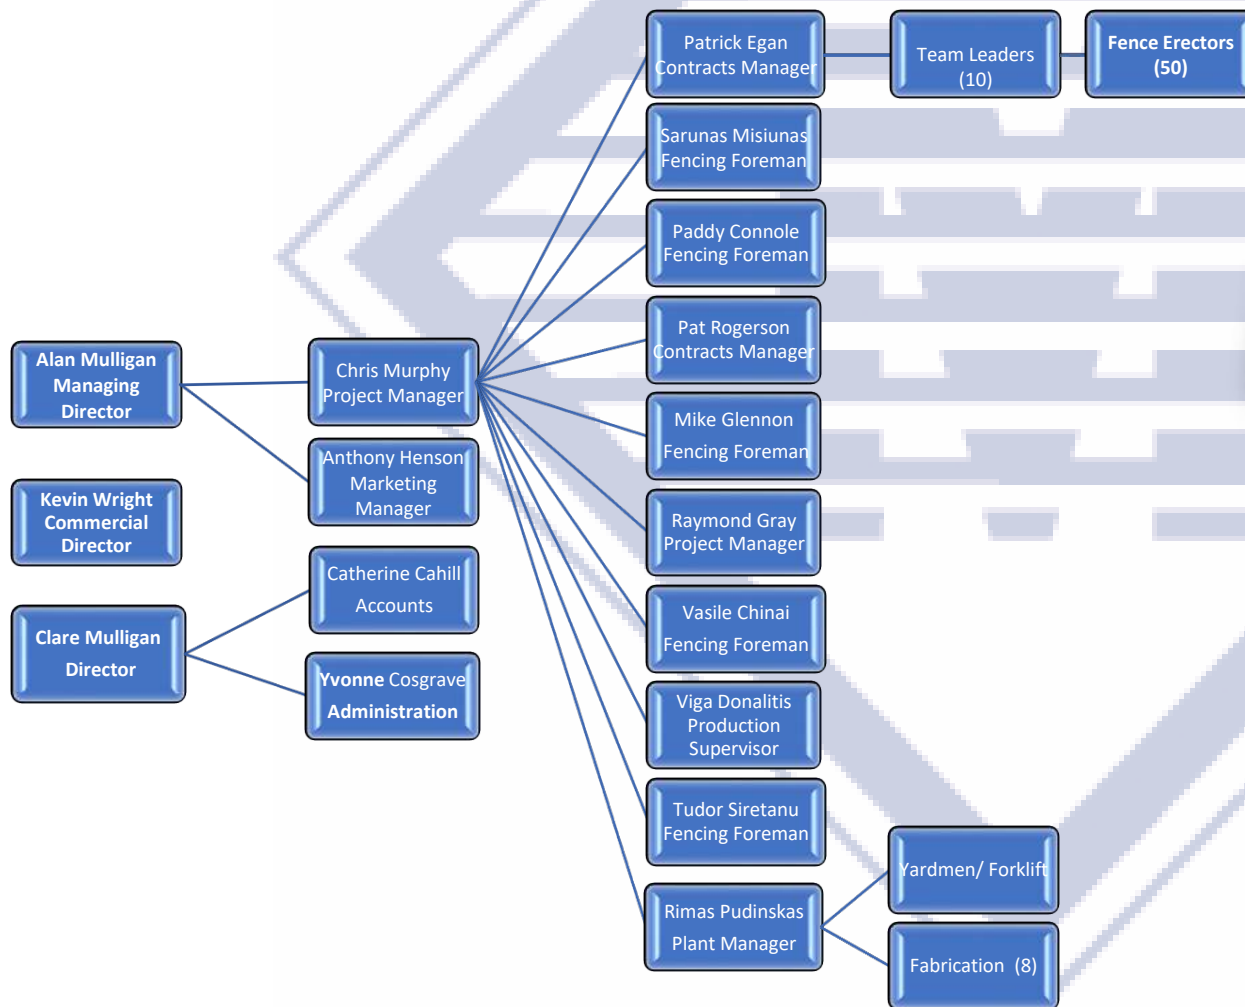 Alan Mulligan
Managing
Director
Kevin Wright
Commercial
Director
Clare Mulligan
Director
Chris Murphy
Project Manager
Anthony Henson
Marketing
Manager
Catherine Cahill
Accounts
Yvonne Cosgrave
Administration
Patrick Egan
Contracts Manager
Team Leaders
(10)
Fence Erectors
(50)
Sarunas Misiunas
Fencing Foreman
Paddy Connole
Fencing Foreman
Pat Rogerson
Contracts Manager
Mike Glennon
Fencing Foreman
Raymond Gray
Project Manager
Vasile Chinai
Fencing Foreman
Viga Donalitis
Production
Supervisor
Tudor Siretanu
Fencing Foreman
Rimas Pudinskas
Plant Manager
Yardmen/ Forklift
Fabrication (8)